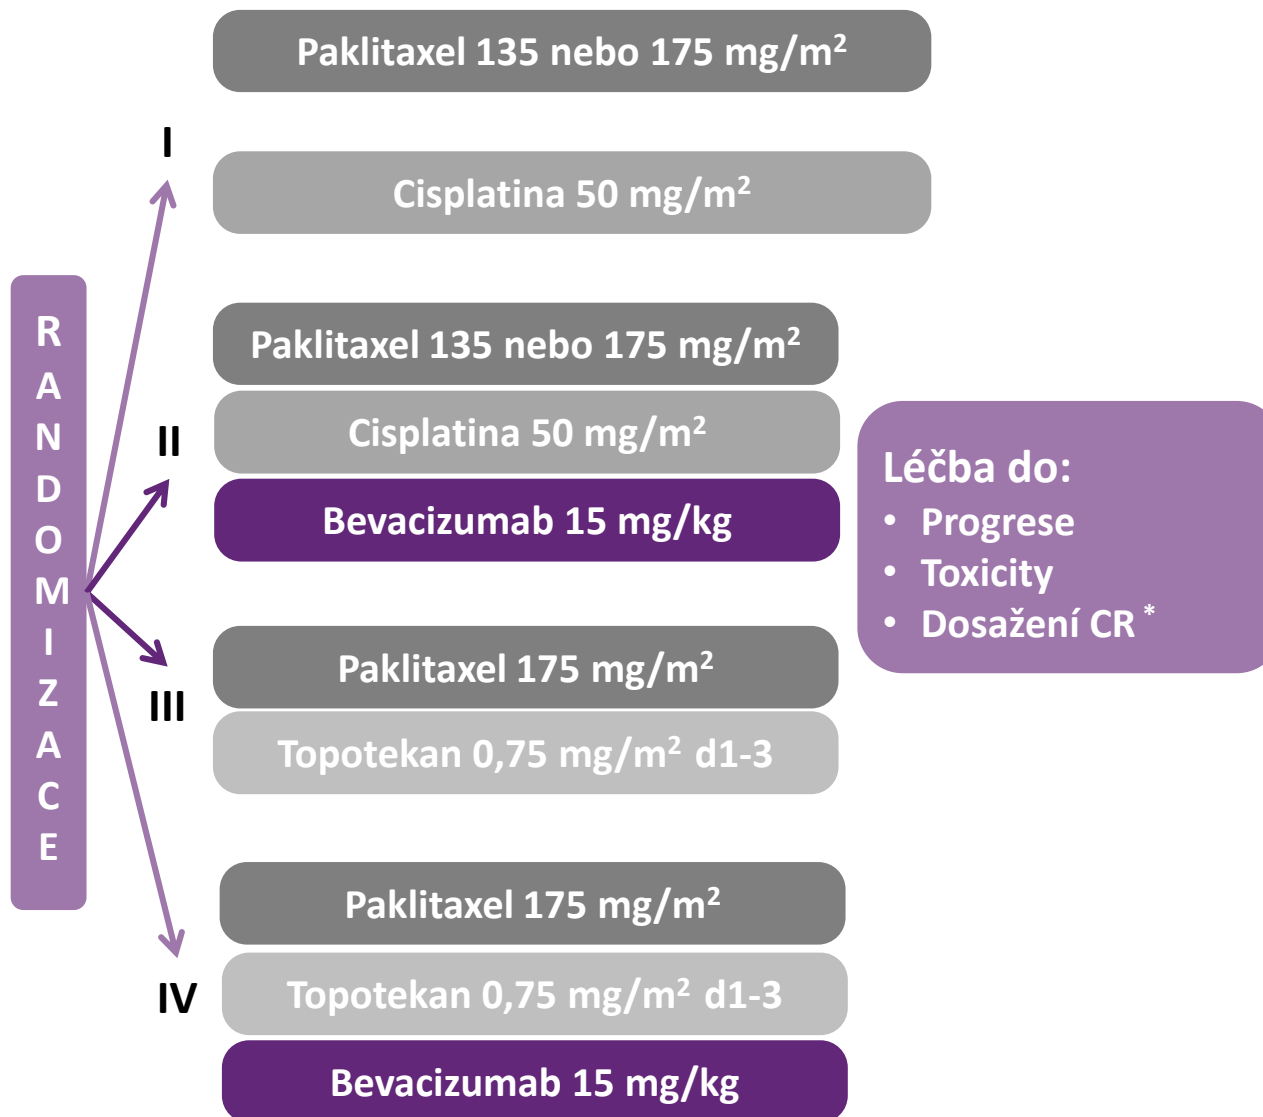 Paklitaxel 135 nebo 175 mg/m²
I
Cisplatina 50 mg/m²
RANDOMIZACE
Paklitaxel 135 nebo 175 mg/m²
II
Cisplatina 50 mg/m²
Bevacizumab 15 mg/kg
Léčba do:
• Progrese
• Toxicity
• Dosažení CR *
Paklitaxel 175 mg/m²
III
Topotekan 0,75 mg/m² d1-3
Paklitaxel 175 mg/m²
IV
Topotekan 0,75 mg/m² d1-3
Bevacizumab 15 mg/kg